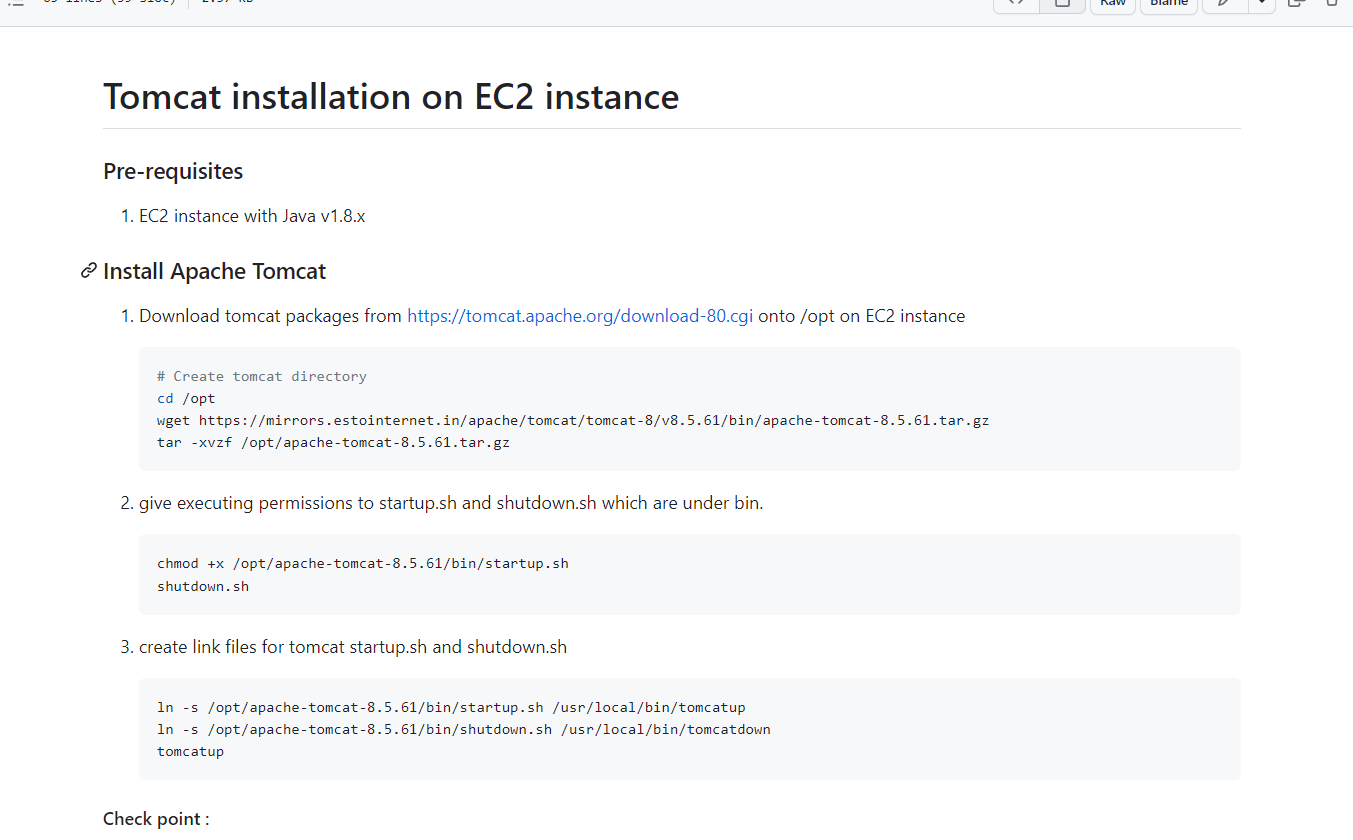 Raw
Blame
Tomcat installation on EC2 instance
Pre-requisites
1. EC2 instance with Java v1.8.x
Install Apache Tomcat
1. Download tomcat packages from https://tomcat.apache.org/download-80.cgi onto /opt on EC2 instance
# Create tomcat directory
cd /opt
wget https://mirrors.estointernet.in/apache/tomcat/tomcat-8/v8.5.61/bin/apache-tomcat-8.5.61.tar.gz
tar -xvzf /opt/apache-tomcat-8.5.61.tar.gz
2. give executing permissions to startup.sh and shutdown.sh which are under bin.
chmod +x /opt/apache-tomcat-8.5.61/bin/startup.sh
shutdown.sh
3. create link files for tomcat startup.sh and shutdown.sh
ln -s /opt/apache-tomcat-8.5.61/bin/startup.sh /usr/local/bin/tomcatup
ln -s /opt/apache-tomcat-8.5.61/bin/shutdown.sh /usr/local/bin/tomcatdown
tomcatup
Check point :